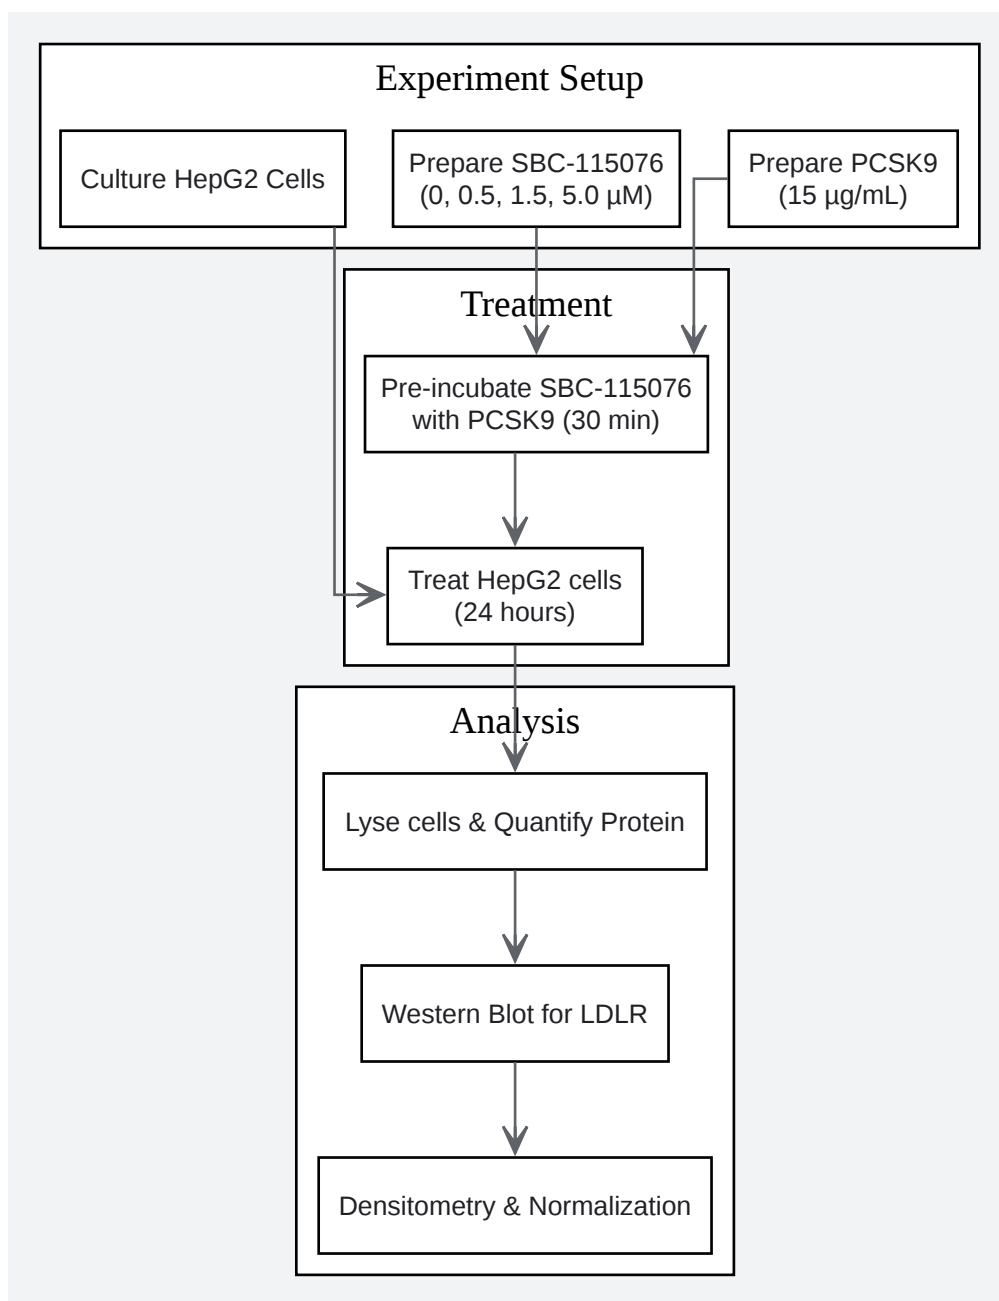 Experiment Setup
Culture HepG2 Cells
Prepare SBC-115076
(0, 0.5, 1.5, 5.0 µM)
Prepare PCSK9
(15 µg/mL)
Treatment
Pre-incubate SBC-115076
with PCSK9 (30 min)
Treat HepG2 cells
(24 hours)
Analysis
Lyse cells & Quantify Protein
Western Blot for LDLR
Densitometry & Normalization